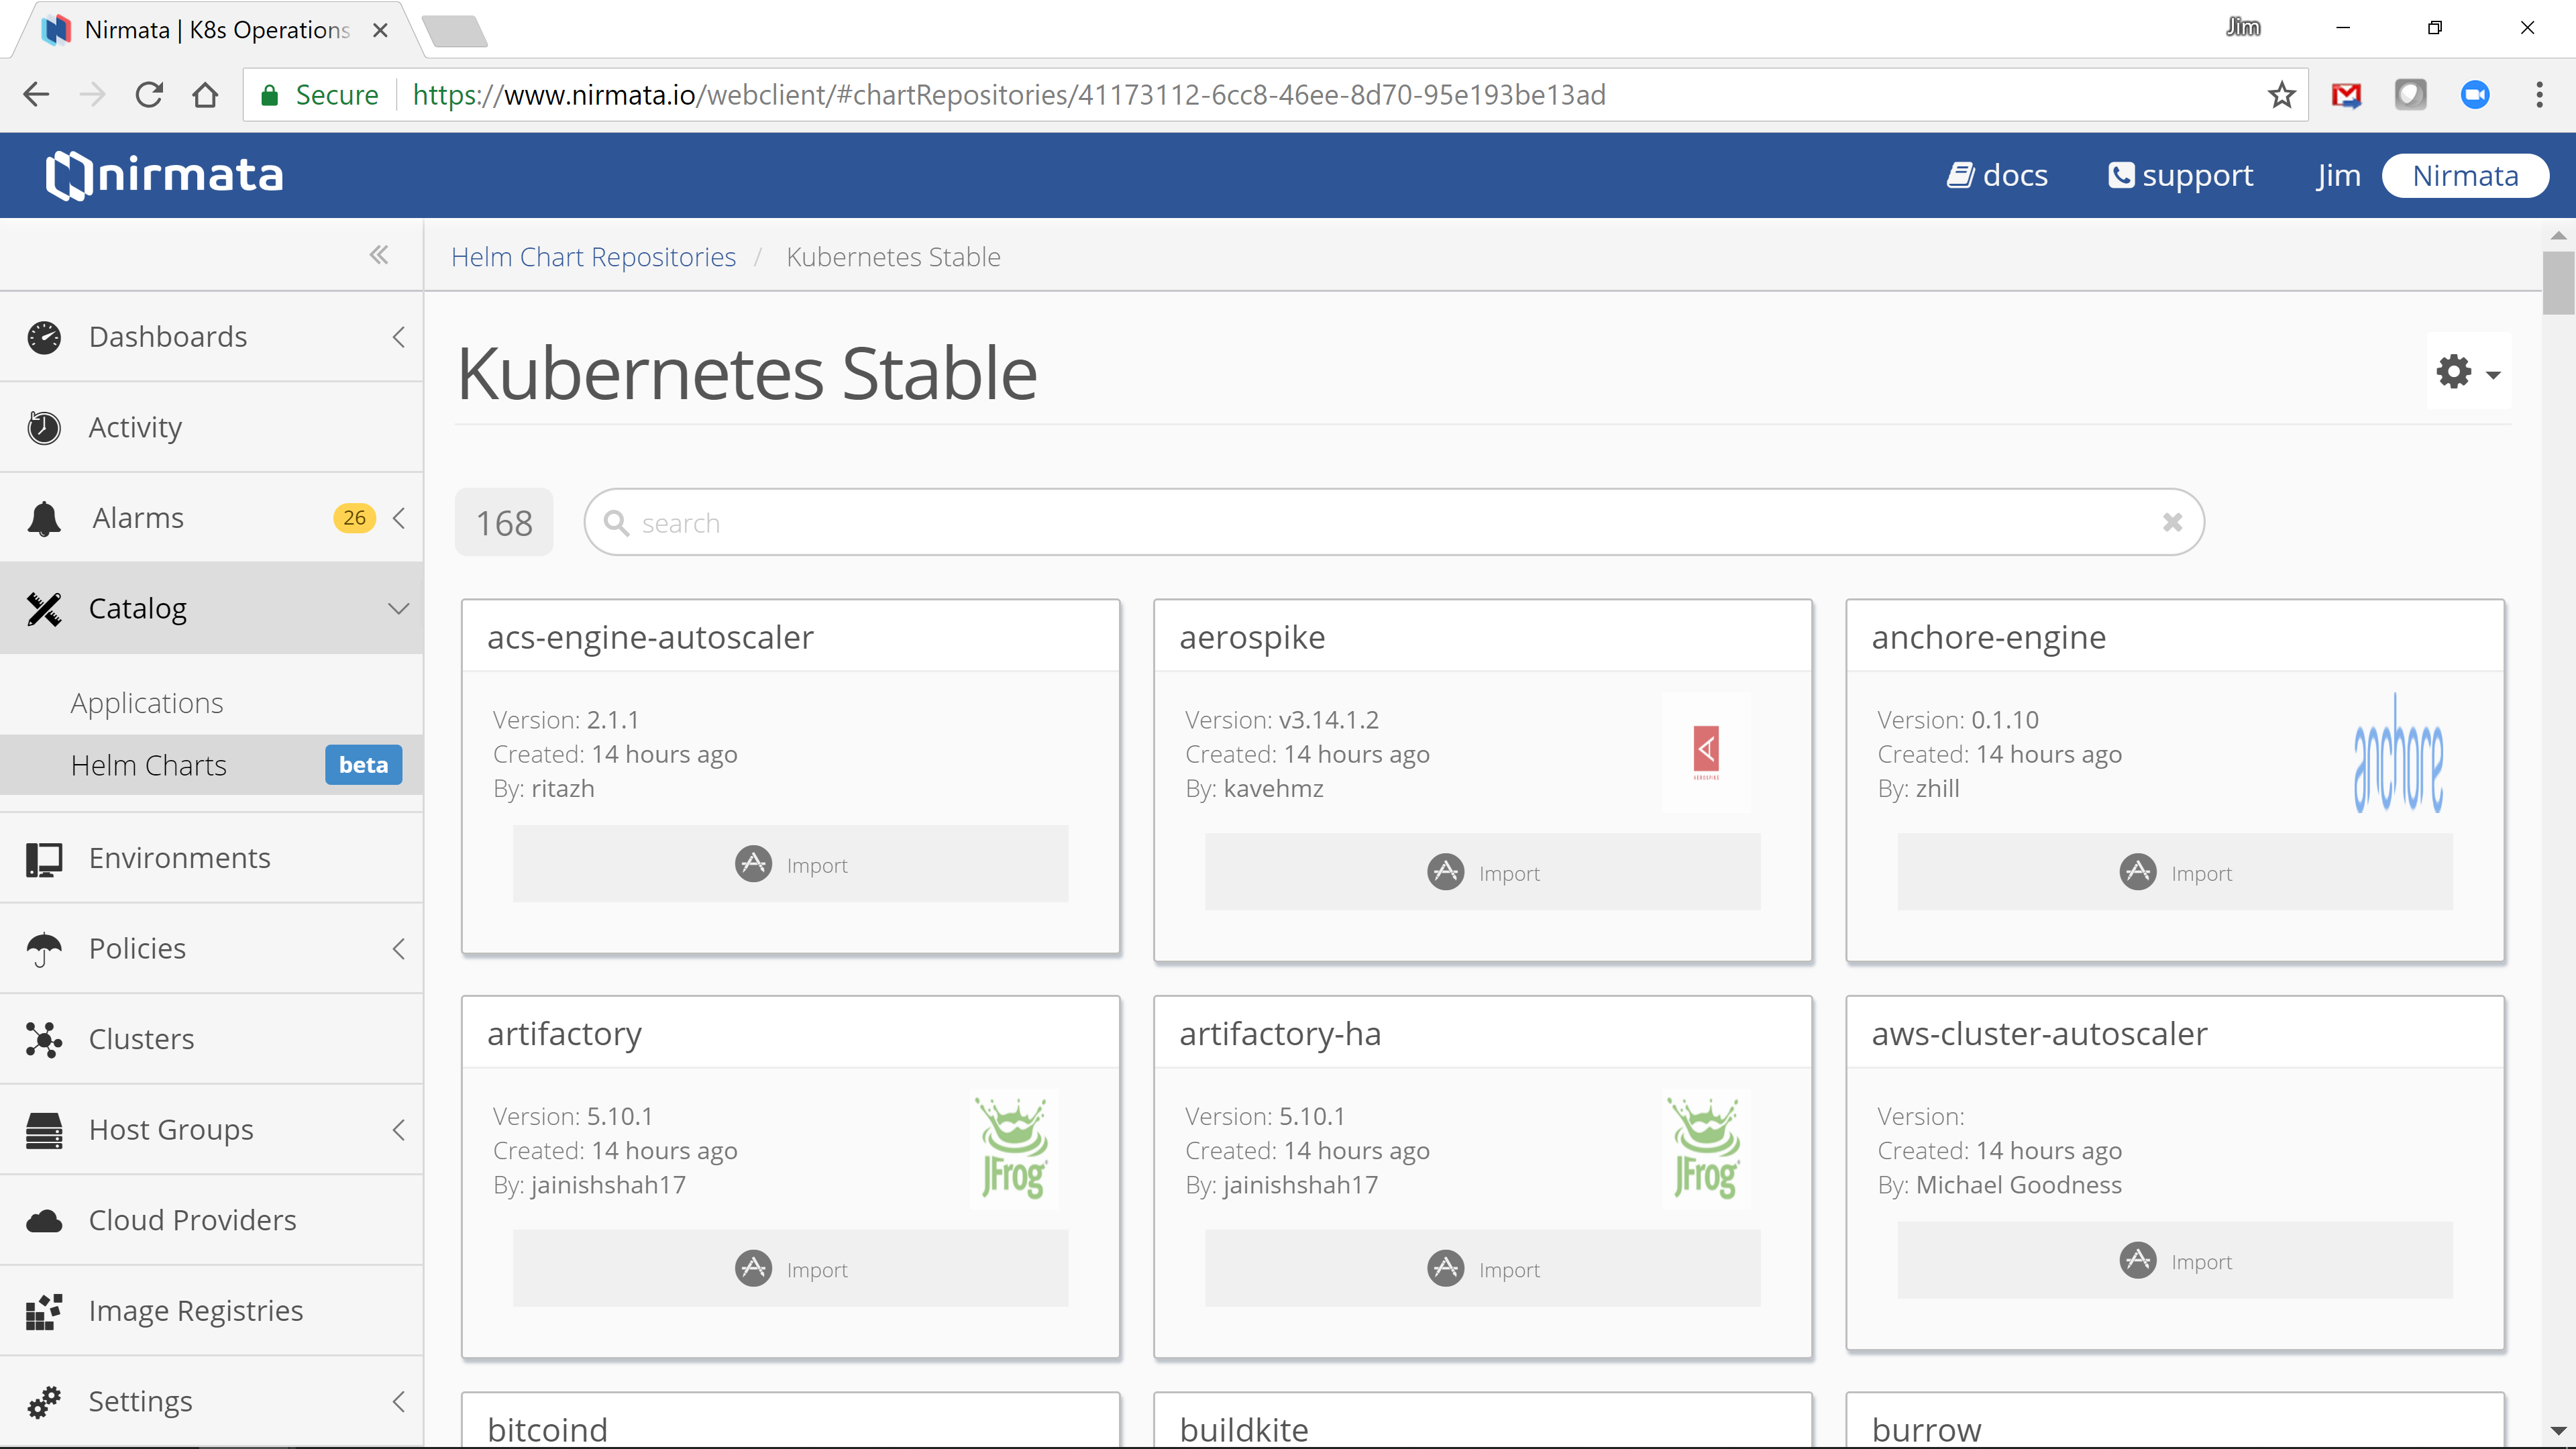 Nirmata | K8s Operations
Jim
Secure
https://www.nirmata.io/webclient/#chartRepositories/41173112-6cc8-46ee-8d70-95e193be13ad
nirmata
docs
support
Jim
Nirmata
Helm Chart Repositories / Kubernetes Stable
Dashboards
Activity
Alarms 26
Catalog
Applications
Helm Charts beta
Environments
Policies
Clusters
Host Groups
Cloud Providers
Image Registries
Settings
Kubernetes Stable
168
search
acs-engine-autoscaler
Version: 2.1.1
Created: 14 hours ago
By: ritazh
Import
aerospike
Version: v3.14.1.2
Created: 14 hours ago
By: kavehmz
AEROSPIKE
Import
anchore-engine
Version: 0.1.10
Created: 14 hours ago
By: zhill
anchore
Import
artifactory
Version: 5.10.1
Created: 14 hours ago
By: jainishshah17
JFrog
Import
artifactory-ha
Version: 5.10.1
Created: 14 hours ago
By: jainishshah17
JFrog
Import
aws-cluster-autoscaler
Version:
Created: 14 hours ago
By: Michael Goodness
Import
bitcoind
buildkite
burrow